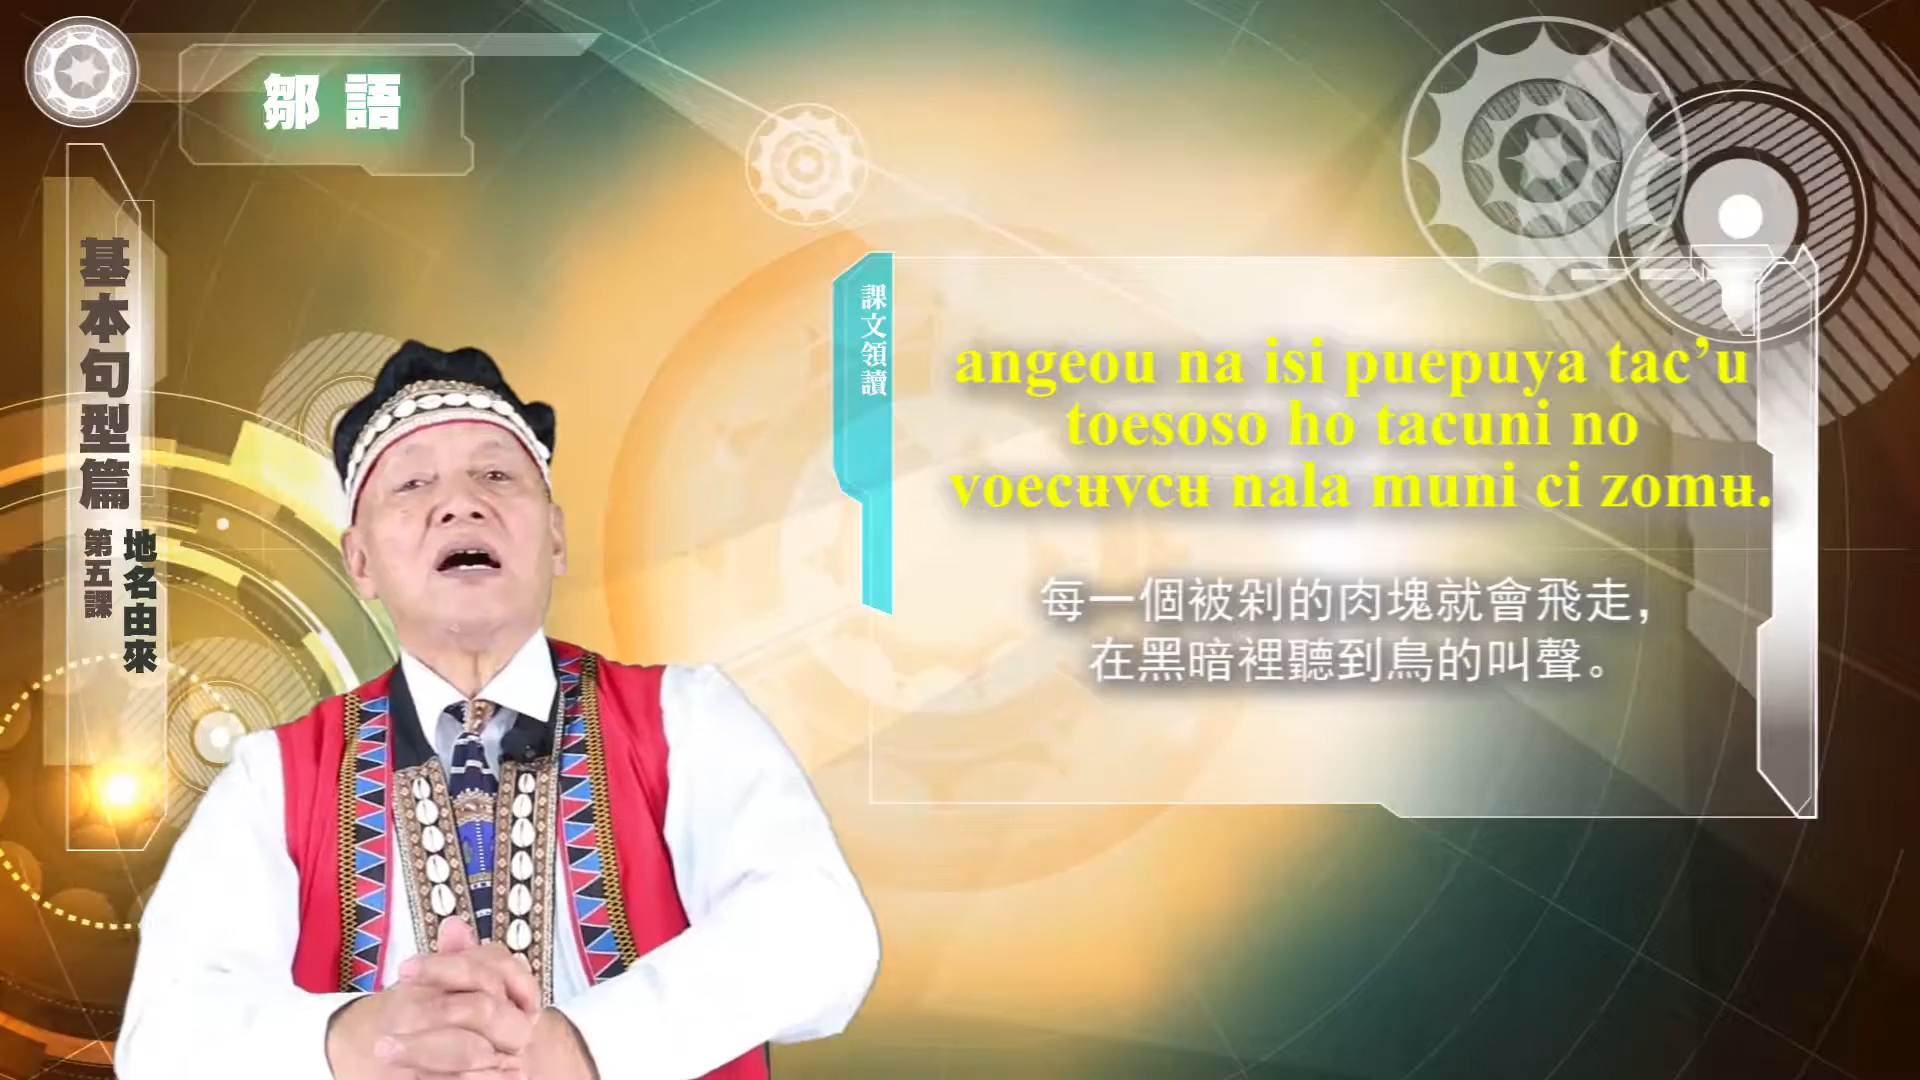 鄒語
基本句型篇
第五課
地名由來
課文領讀
angeou na isi puepuya tac’u
toesoso ho tacuni no
voecʉvcʉ nala muni ci zomʉ.
每一個被剁的肉塊就會飛走，
在黑暗裡聽到鳥的叫聲。